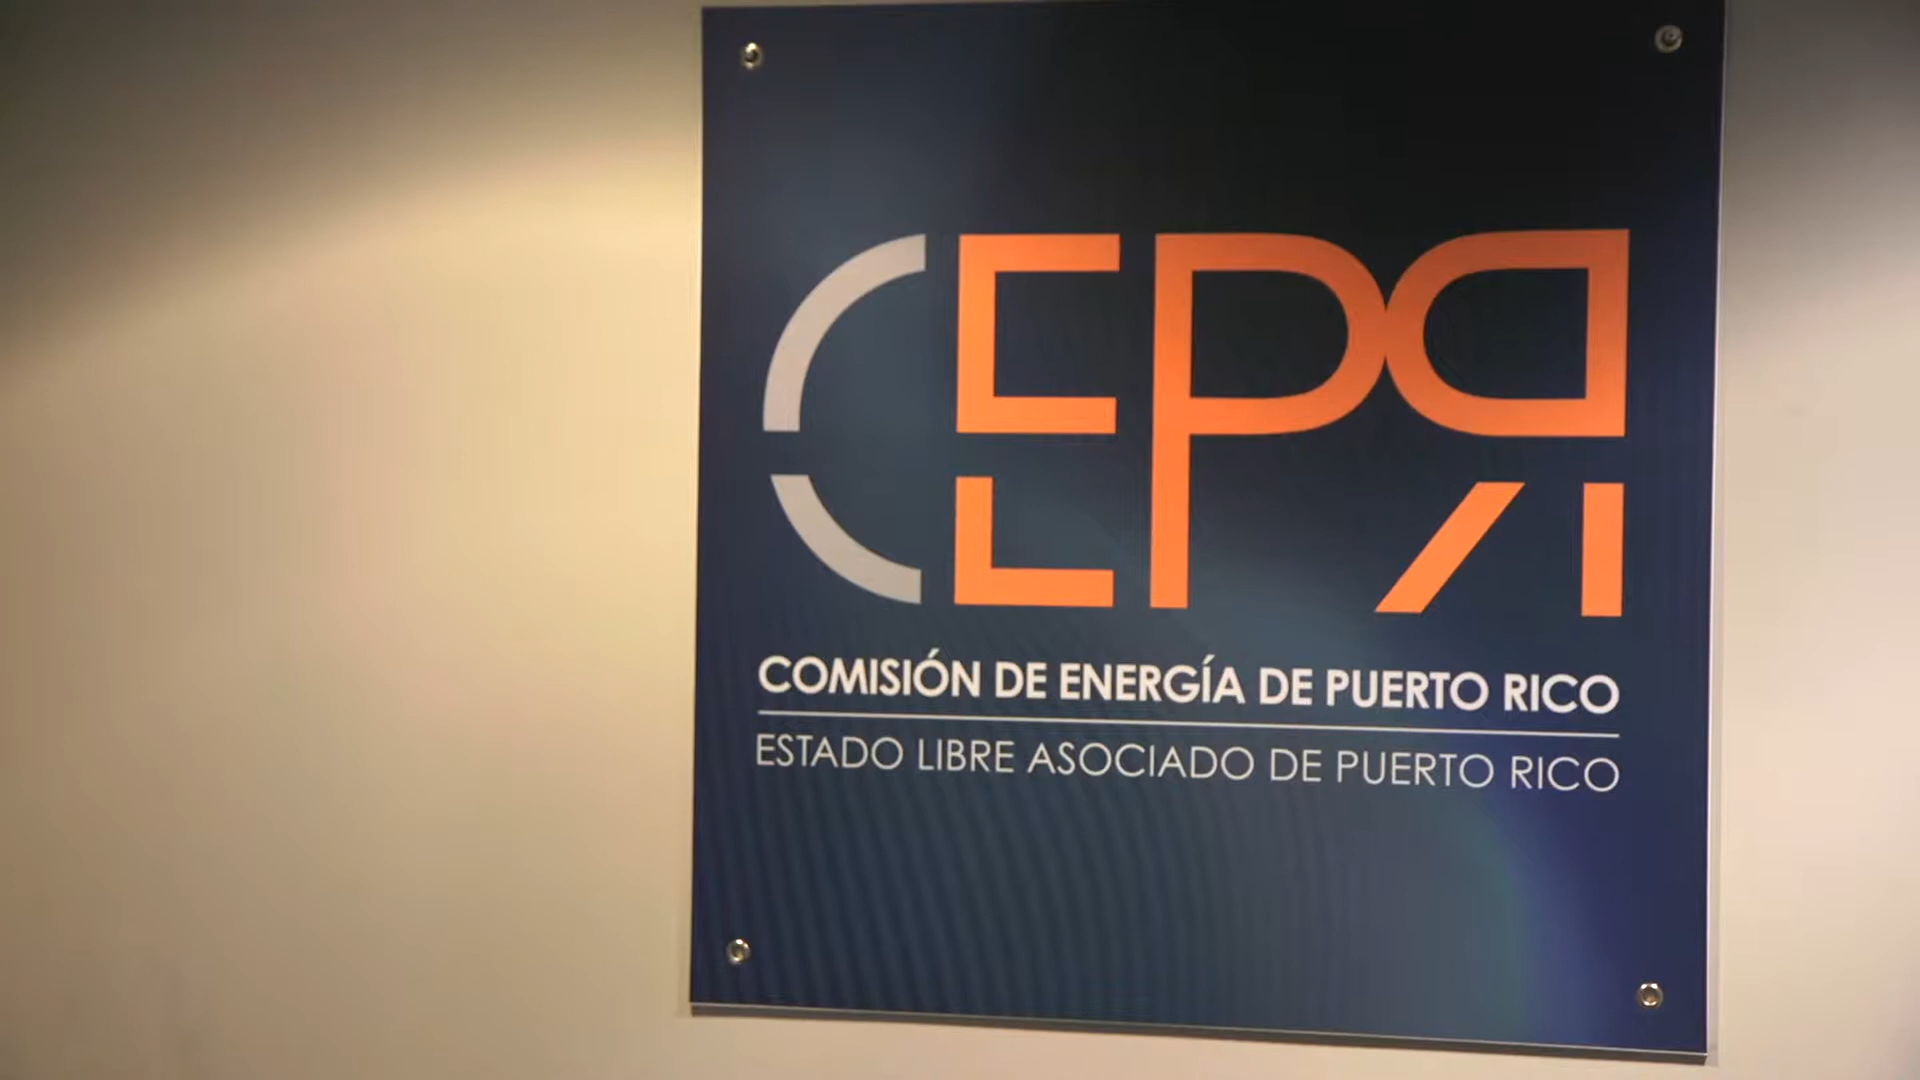 CEPR
COMISIÓN DE ENERGÍA DE PUERTO RICO
ESTADO LIBRE ASOCIADO DE PUERTO RICO